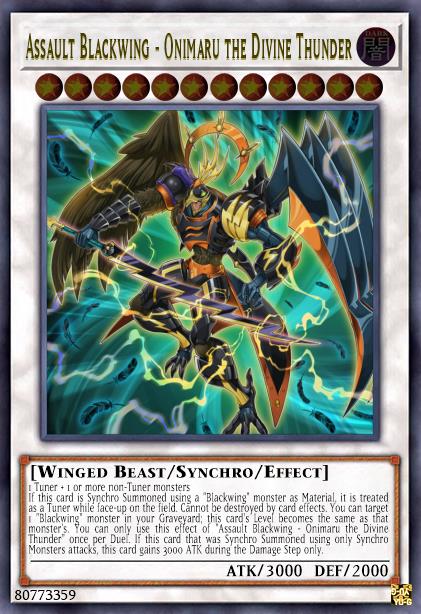 Assault Blackwing - Onimaru the Divine Thunder
DARK
闇
[Winged Beast/Synchro/Effect]
1 Tuner + 1 or more non-Tuner monsters
If this card is Synchro Summoned using a "Blackwing" monster as Material, it is treated
as a Tuner while face-up on the field. Cannot be destroyed by card effects. You can target
1 "Blackwing" monster in your Graveyard; this card's Level becomes the same as that
monster's. You can only use this effect of "Assault Blackwing - Onimaru the Divine
Thunder" once per Duel. If this card that was Synchro Summoned using only Synchro
Monsters attacks, this card gains 3000 ATK during the Damage Step only.
ATK/3000 DEF/2000
80773359